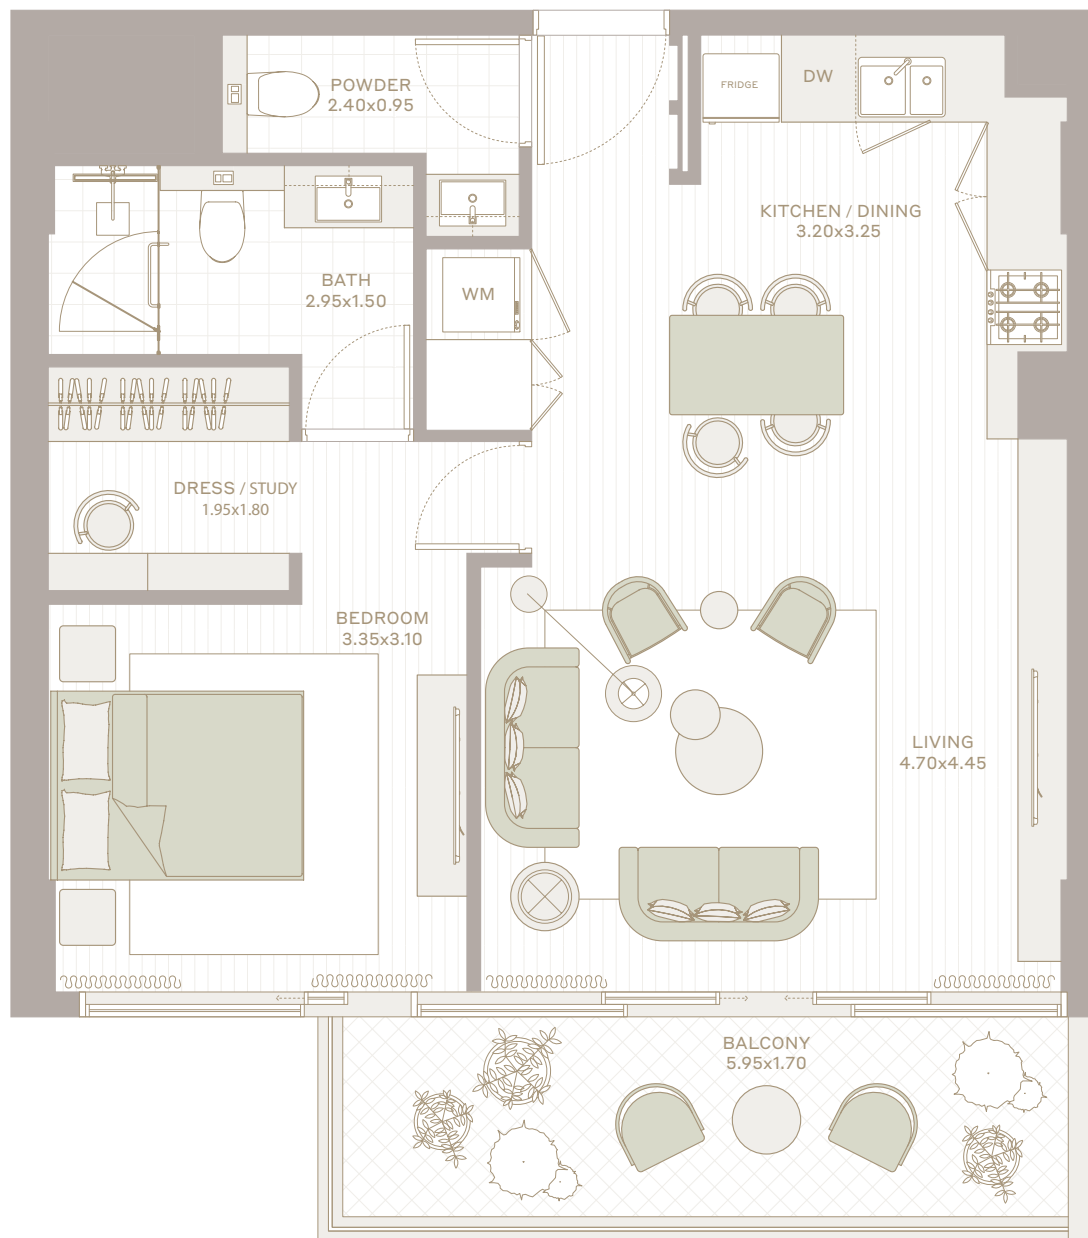 POWDER
2.40x0.95
FRIDGE
DW
KITCHEN / DINING
3.20x3.25
BATH
2.95x1.50
WM
DRESS / STUDY
1.95x1.80
BEDROOM
3.35x3.10
LIVING
4.70x4.45
BALCONY
5.95x1.70